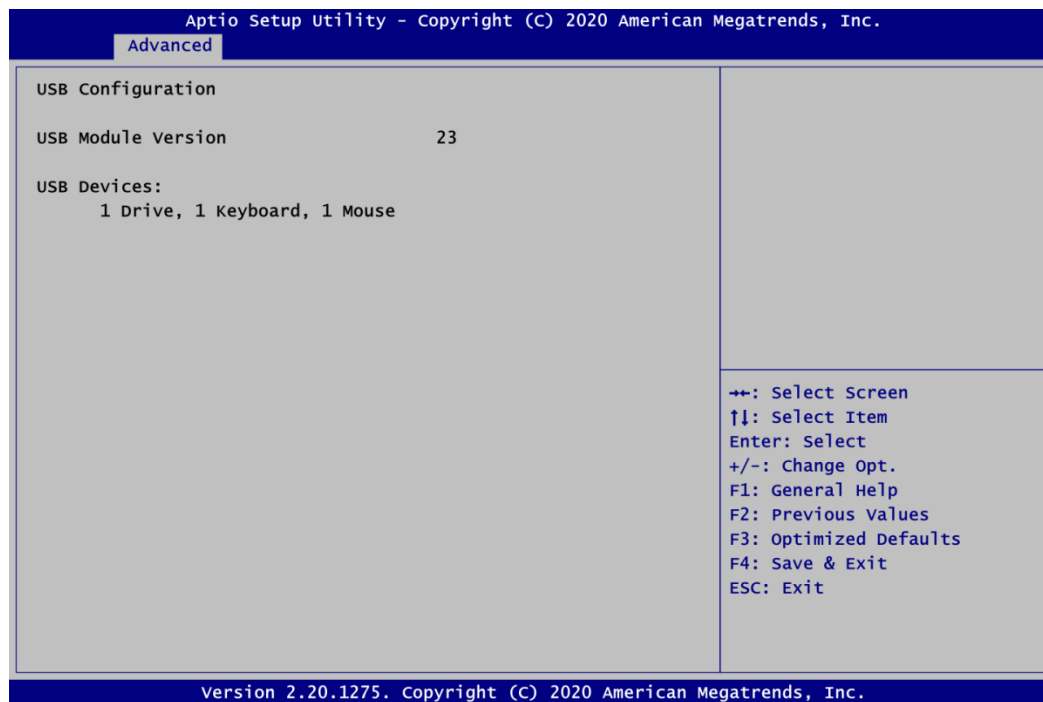 Aptio Setup Utility – Copyright (C) 2020 American Megatrends, Inc.
Advanced
USB Configuration
USB Module Version 23
USB Devices:
1 Drive, 1 Keyboard, 1 Mouse
→←: Select Screen
↑↓: Select Item
Enter: Select
+/-: Change Opt.
F1: General Help
F2: Previous Values
F3: Optimized Defaults
F4: Save & Exit
ESC: Exit
Version 2.20.1275. Copyright (C) 2020 American Megatrends, Inc.